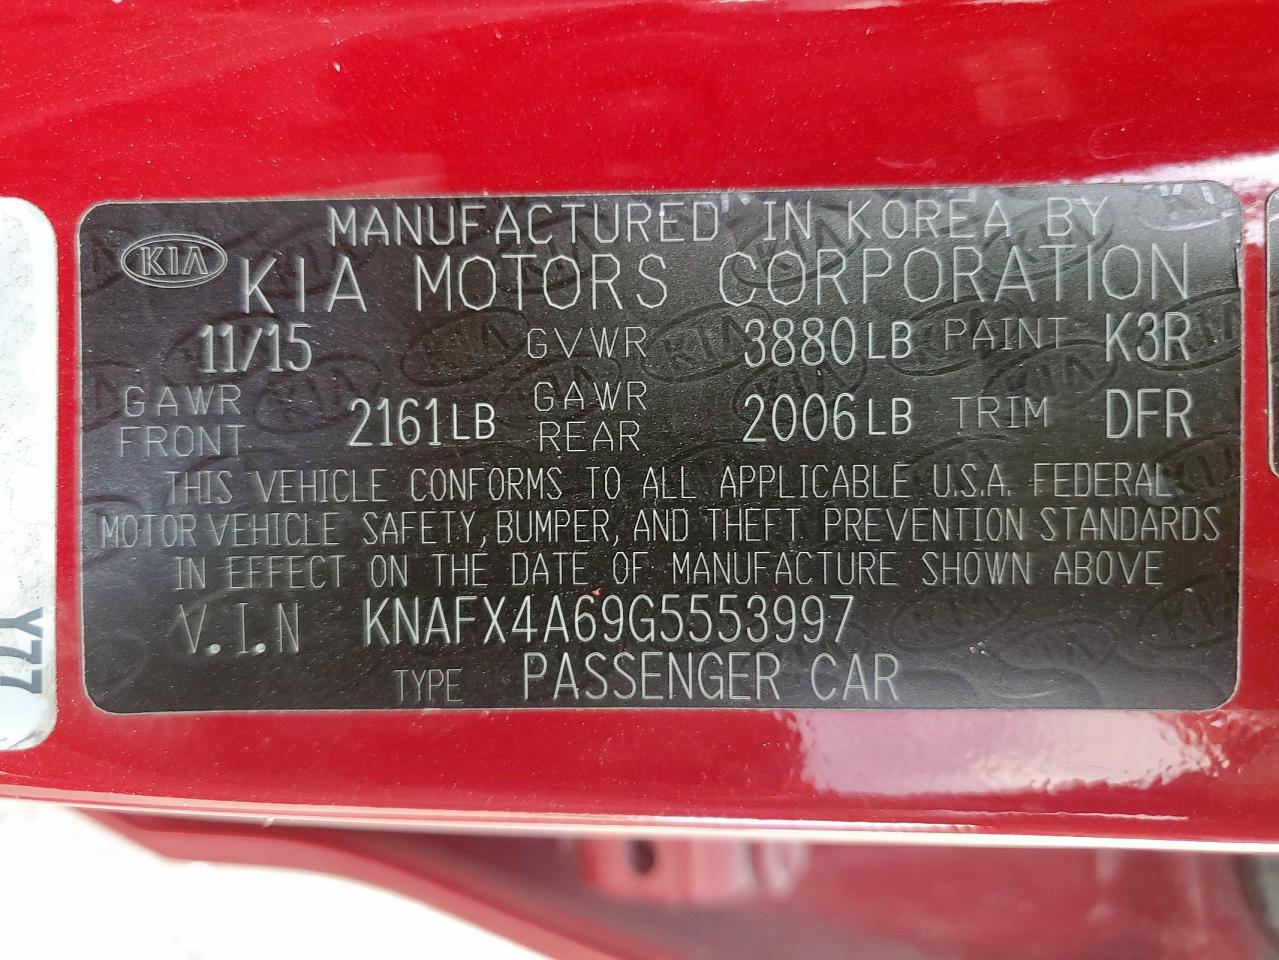 MANUFACTURED IN KOREA BY
KIA
KIA MOTORS CORPORATION
11/15 GVWR 3880LB PAINT K3R
GAWR FRONT 2161LB GAWR REAR 2006LB TRIM DFR
THIS VEHICLE CONFORMS TO ALL APPLICABLE U.S.A. FEDERAL
MOTOR VEHICLE SAFETY, BUMPER, AND THEFT PREVENTION STANDARDS
IN EFFECT ON THE DATE OF MANUFACTURE SHOWN ABOVE
V.I.N KNAFX4A69G5553997
TYPE PASSENGER CAR